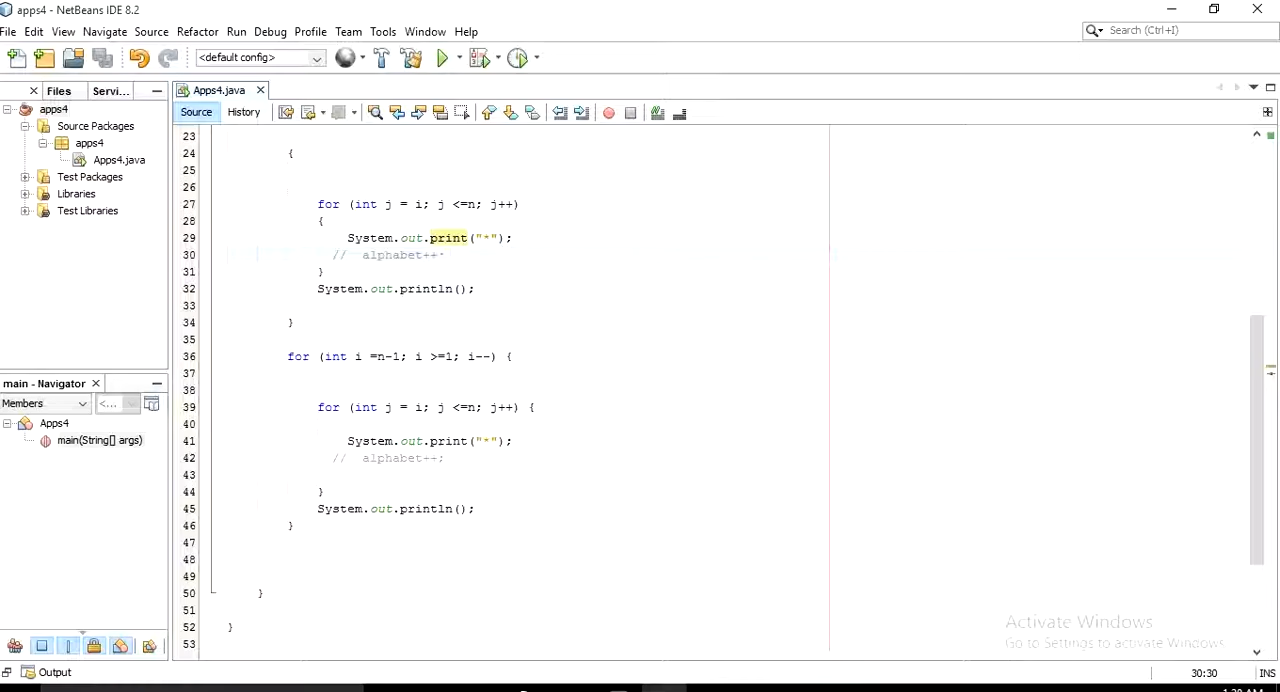 apps4 - NetBeans IDE 8.2
File Edit View Navigate Source Refactor Run Debug Profile Team Tools Window Help
Search (Ctrl+I)
<default config>
Files Servi...
Apps4.java
apps4
Source Packages
apps4
Apps4.java
Test Packages
Libraries
Test Libraries
Source History
23
24 {
25
26
27 for (int j = i; j <=n; j++)
28 {
29 System.out.print("*");
30 // alphabet++
31 }
32 System.out.println();
33
34 }
35
36 for (int i =n-1; i >=1; i--) {
37
38
39 for (int j = i; j <=n; j++) {
40
41 System.out.print("*");
42 // alphabet++;
43
44 }
45 System.out.println();
46 }
47
48
49
50 }
51
52 }
53
main - Navigator
Members <...
Apps4
main(String[] args)
Activate Windows
Go to Settings to activate Windows.
Output
30:30 INS